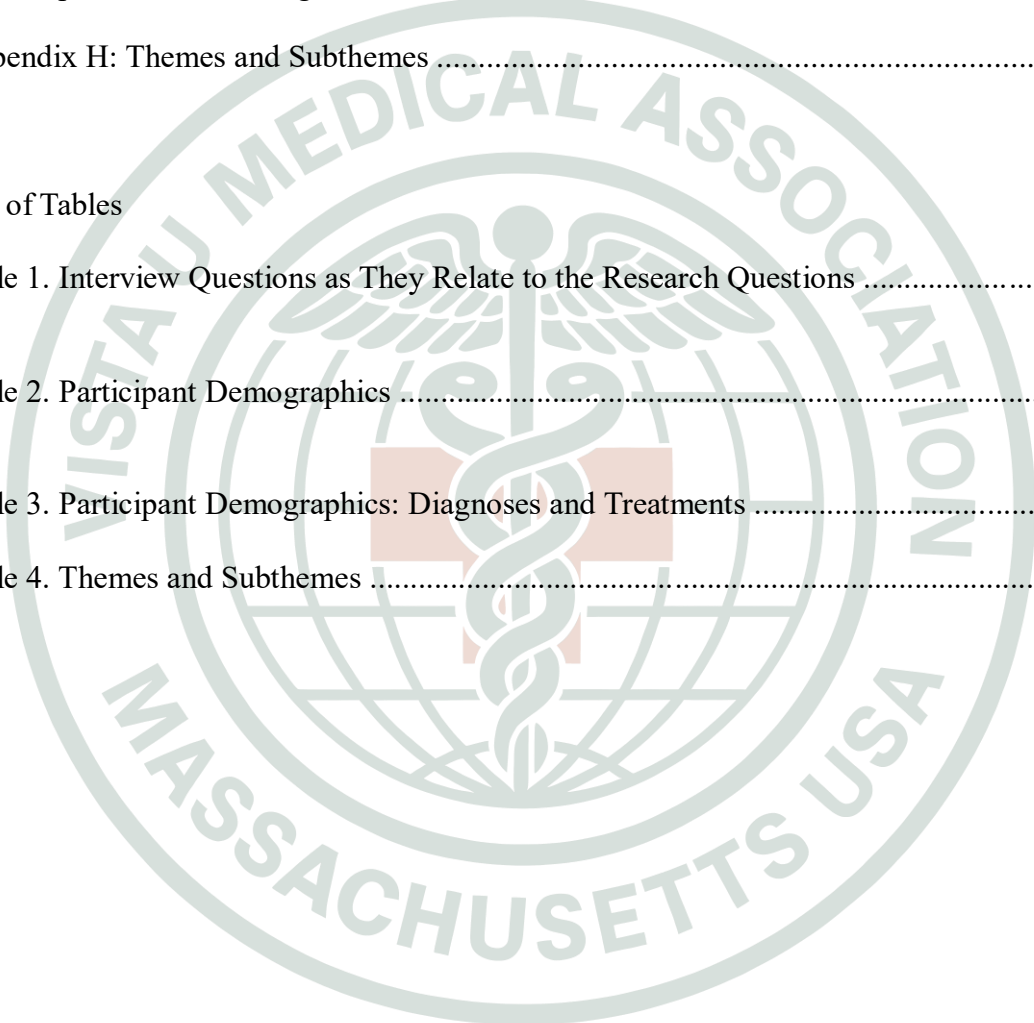 pendix H: Themes and Subthemes ........................................................................
of Tables
le 1. Interview Questions as They Relate to the Research Questions .....................
le 2. Participant Demographics ............................................................................
le 3. Participant Demographics: Diagnoses and Treatments ..................................
le 4. Themes and Subthemes ................................................................................
VISTAU MEDICAL ASSOCIATION
MASSACHUSETTS USA